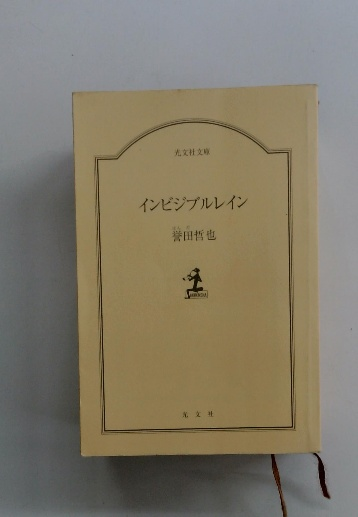 光文社文庫
インビジブルレイン
誉田哲也
光文社